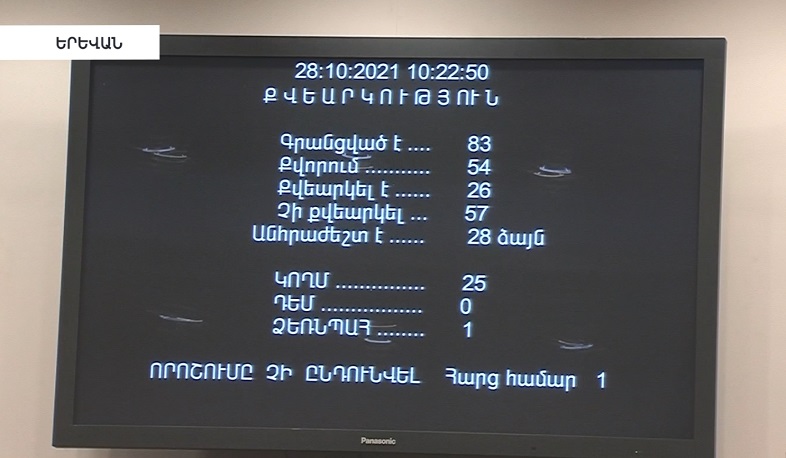 ԵՐԵՎԱՆ
28:10:2021 10:22:50
ՔՎԵԱՐԿՈՒԹՅՈՒՆ
Գրանցված է .... 83
Քվորում ........... 54
Քվեարկել է ...... 26
Չի քվեարկել ... 57
Անհրաժեշտ է ...... 28 ձայն
ԿՈՂՄ ............... 25
ԴԵՄ ................. 0
ՁԵՌՆՊԱՀ ........ 1
ՈՐՈՇՈՒՄԸ ՉԻ ԸՆԴՈՒՆՎԵԼ Հարց համար 1
Panasonic